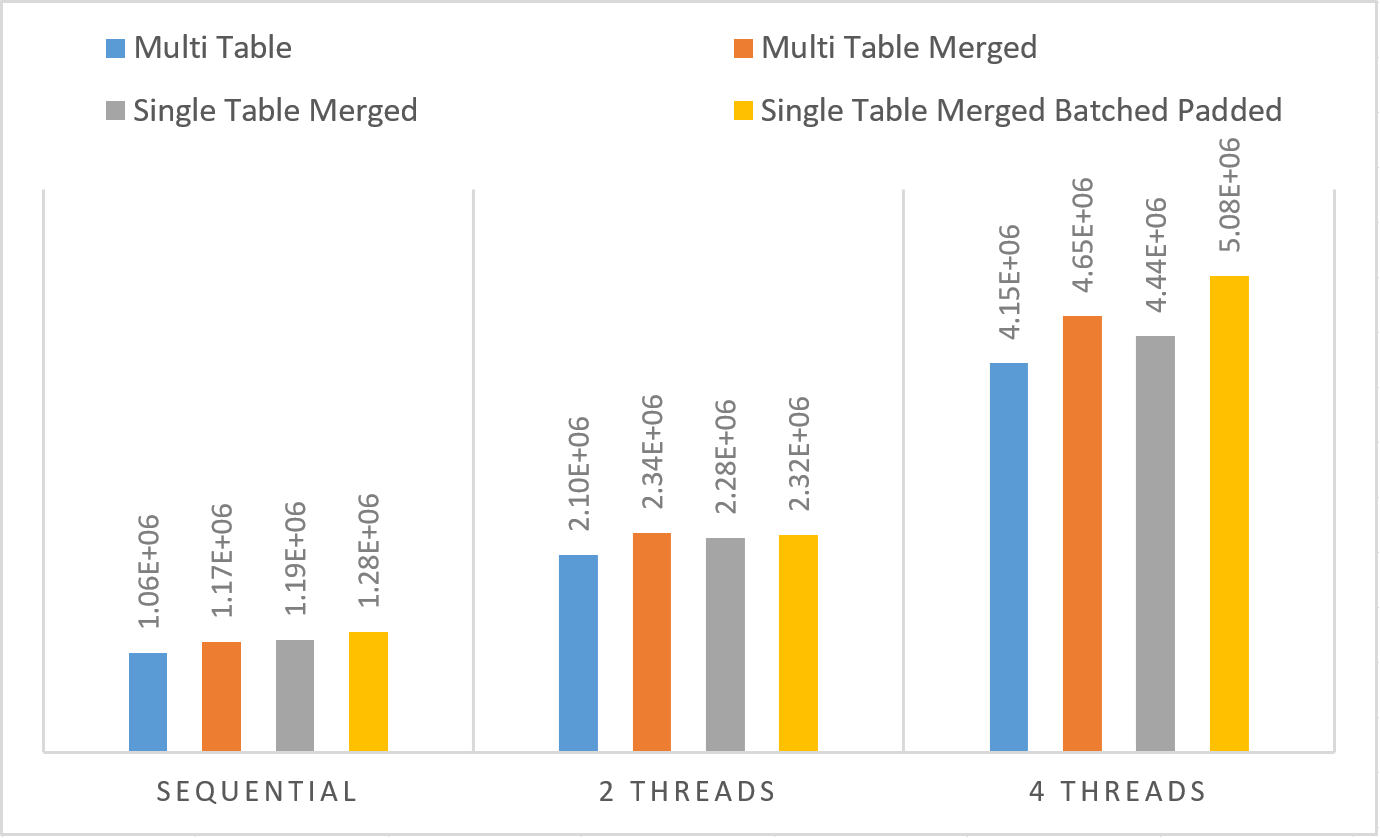 Multi Table
Multi Table Merged
Single Table Merged
Single Table Merged Batched Padded
1.06E+06
1.17E+06
1.19E+06
1.28E+06
2.10E+06
2.34E+06
2.28E+06
2.32E+06
4.15E+06
4.65E+06
4.44E+06
5.08E+06
SEQUENTIAL
2 THREADS
4 THREADS